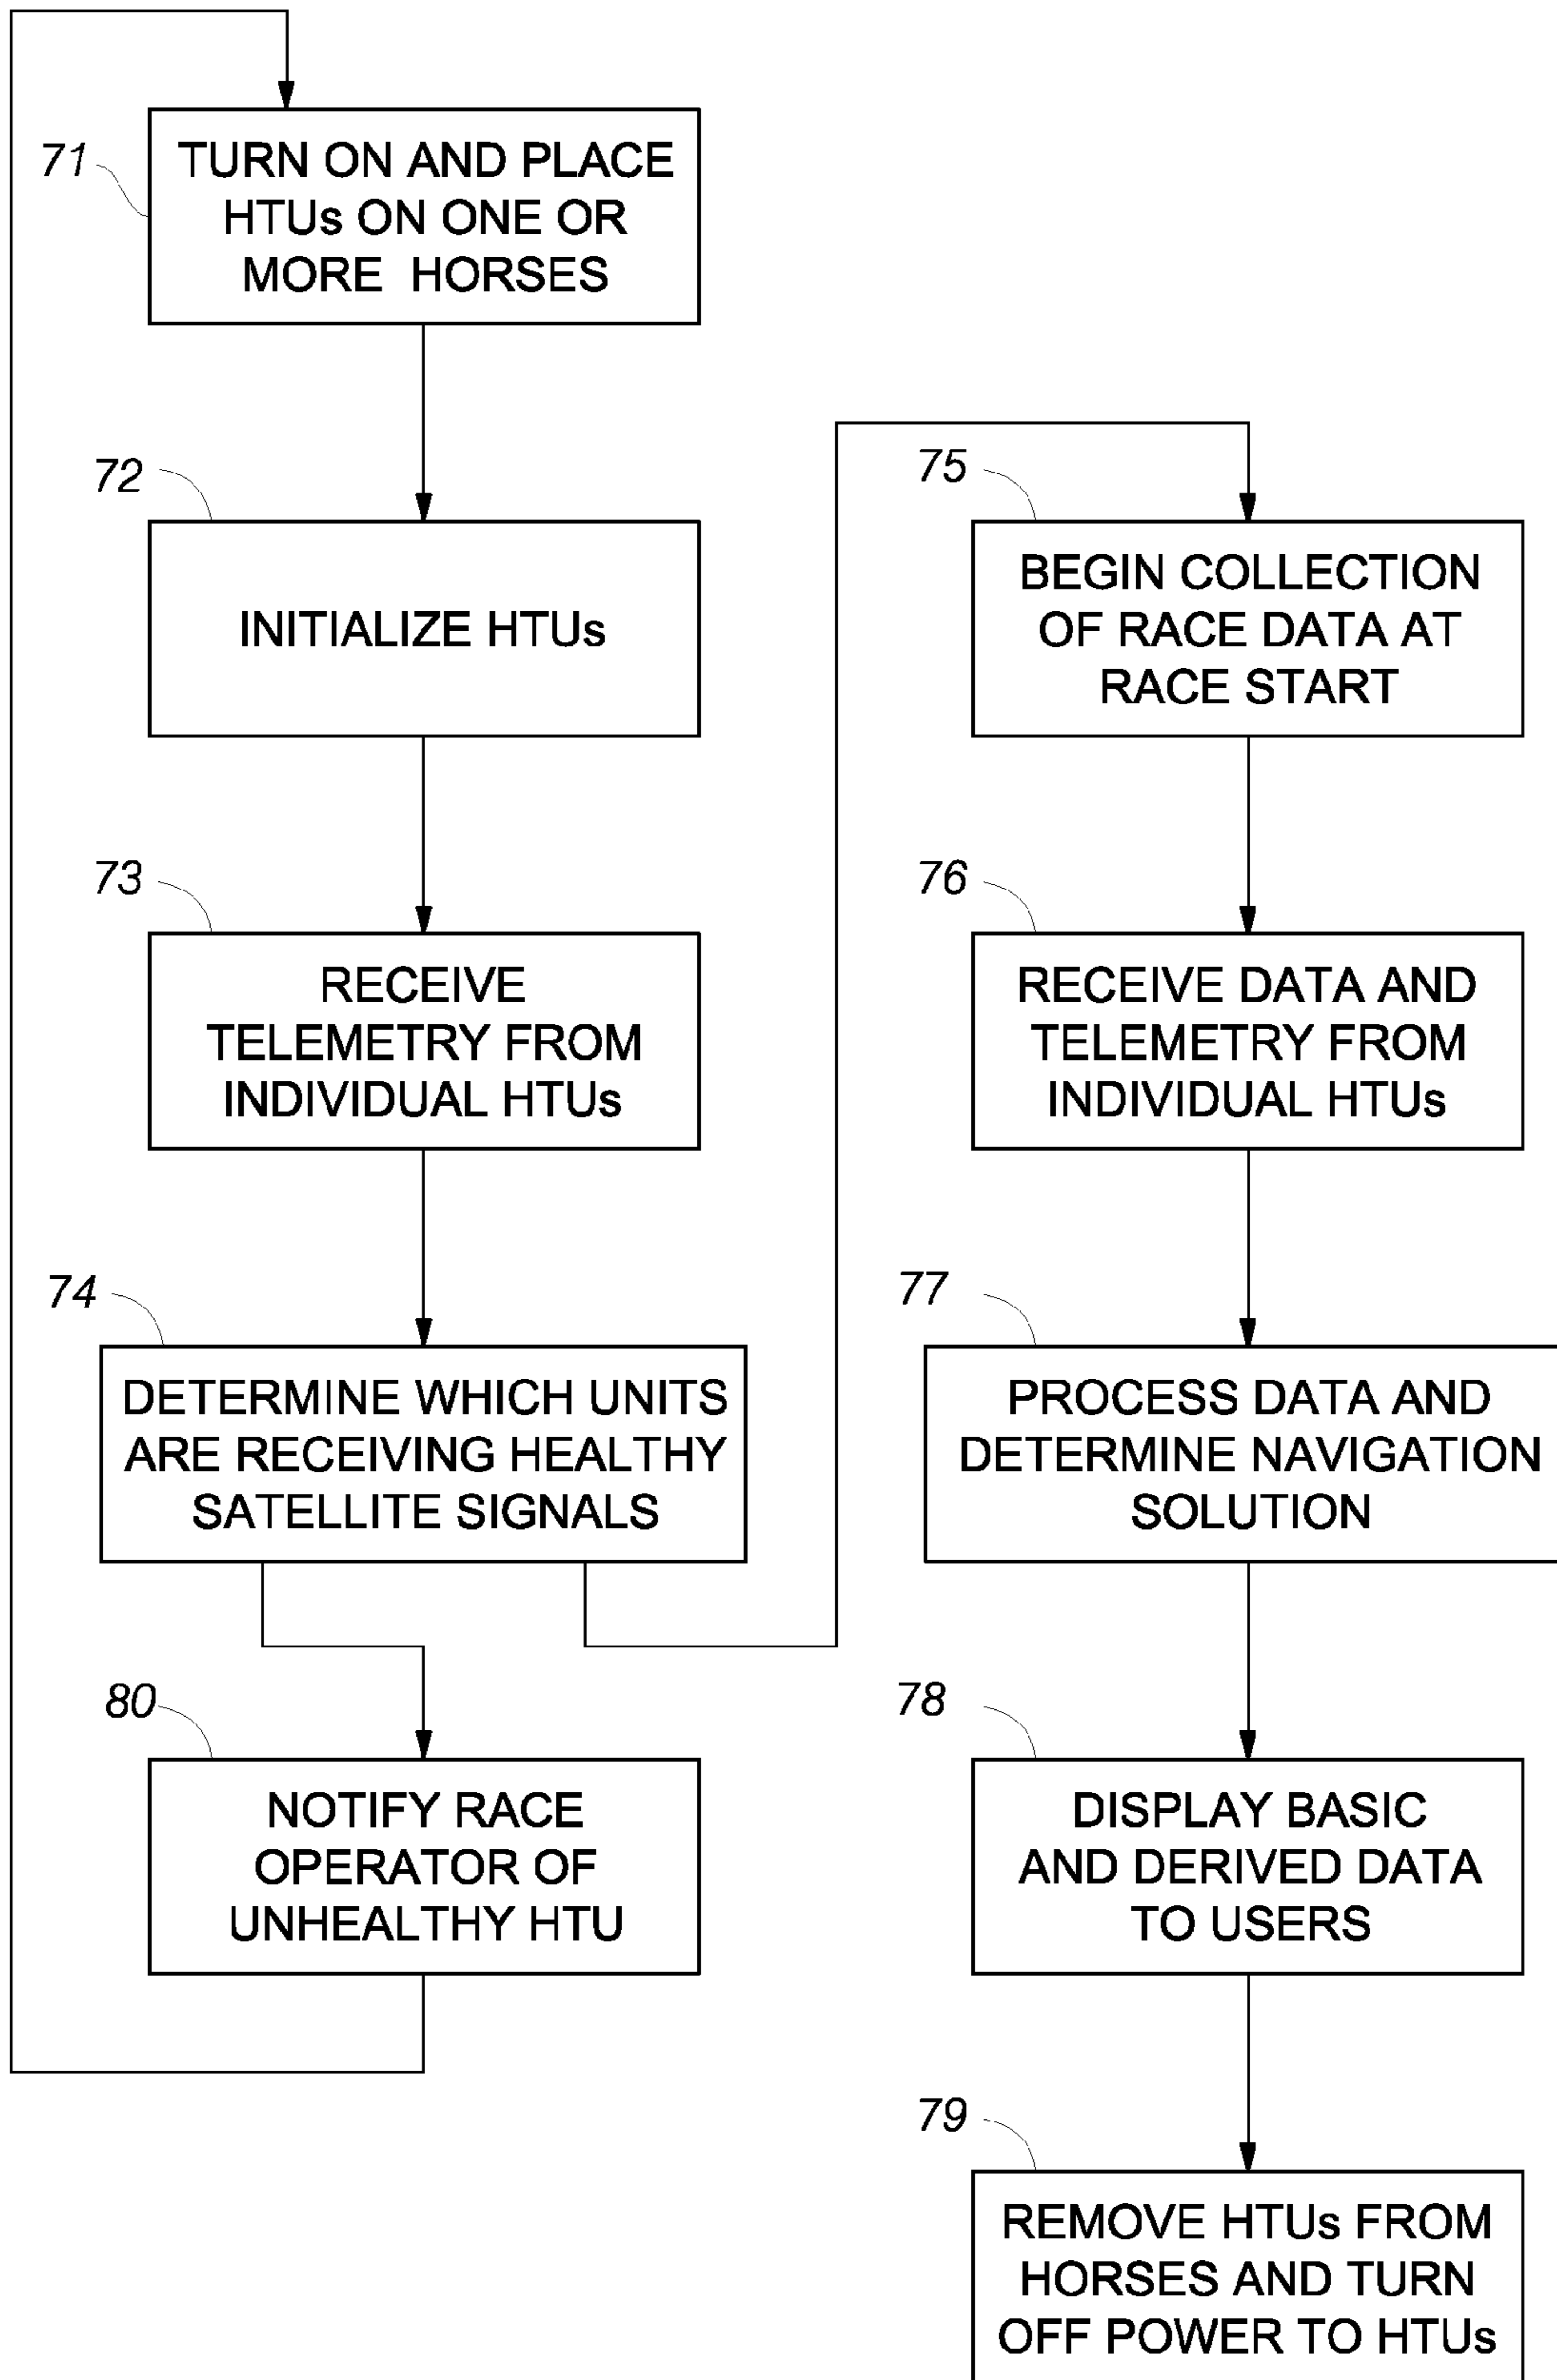 71
TURN ON AND PLACE
HTUs ON ONE OR
MORE HORSES
72
INITIALIZE HTUs
73
RECEIVE
TELEMETRY FROM
INDIVIDUAL HTUs
74
DETERMINE WHICH UNITS
ARE RECEIVING HEALTHY
SATELLITE SIGNALS
80
NOTIFY RACE
OPERATOR OF
UNHEALTHY HTU
75
BEGIN COLLECTION
OF RACE DATA AT
RACE START
76
RECEIVE DATA AND
TELEMETRY FROM
INDIVIDUAL HTUs
77
PROCESS DATA AND
DETERMINE NAVIGATION
SOLUTION
78
DISPLAY BASIC
AND DERIVED DATA
TO USERS
79
REMOVE HTUs FROM
HORSES AND TURN
OFF POWER TO HTUs